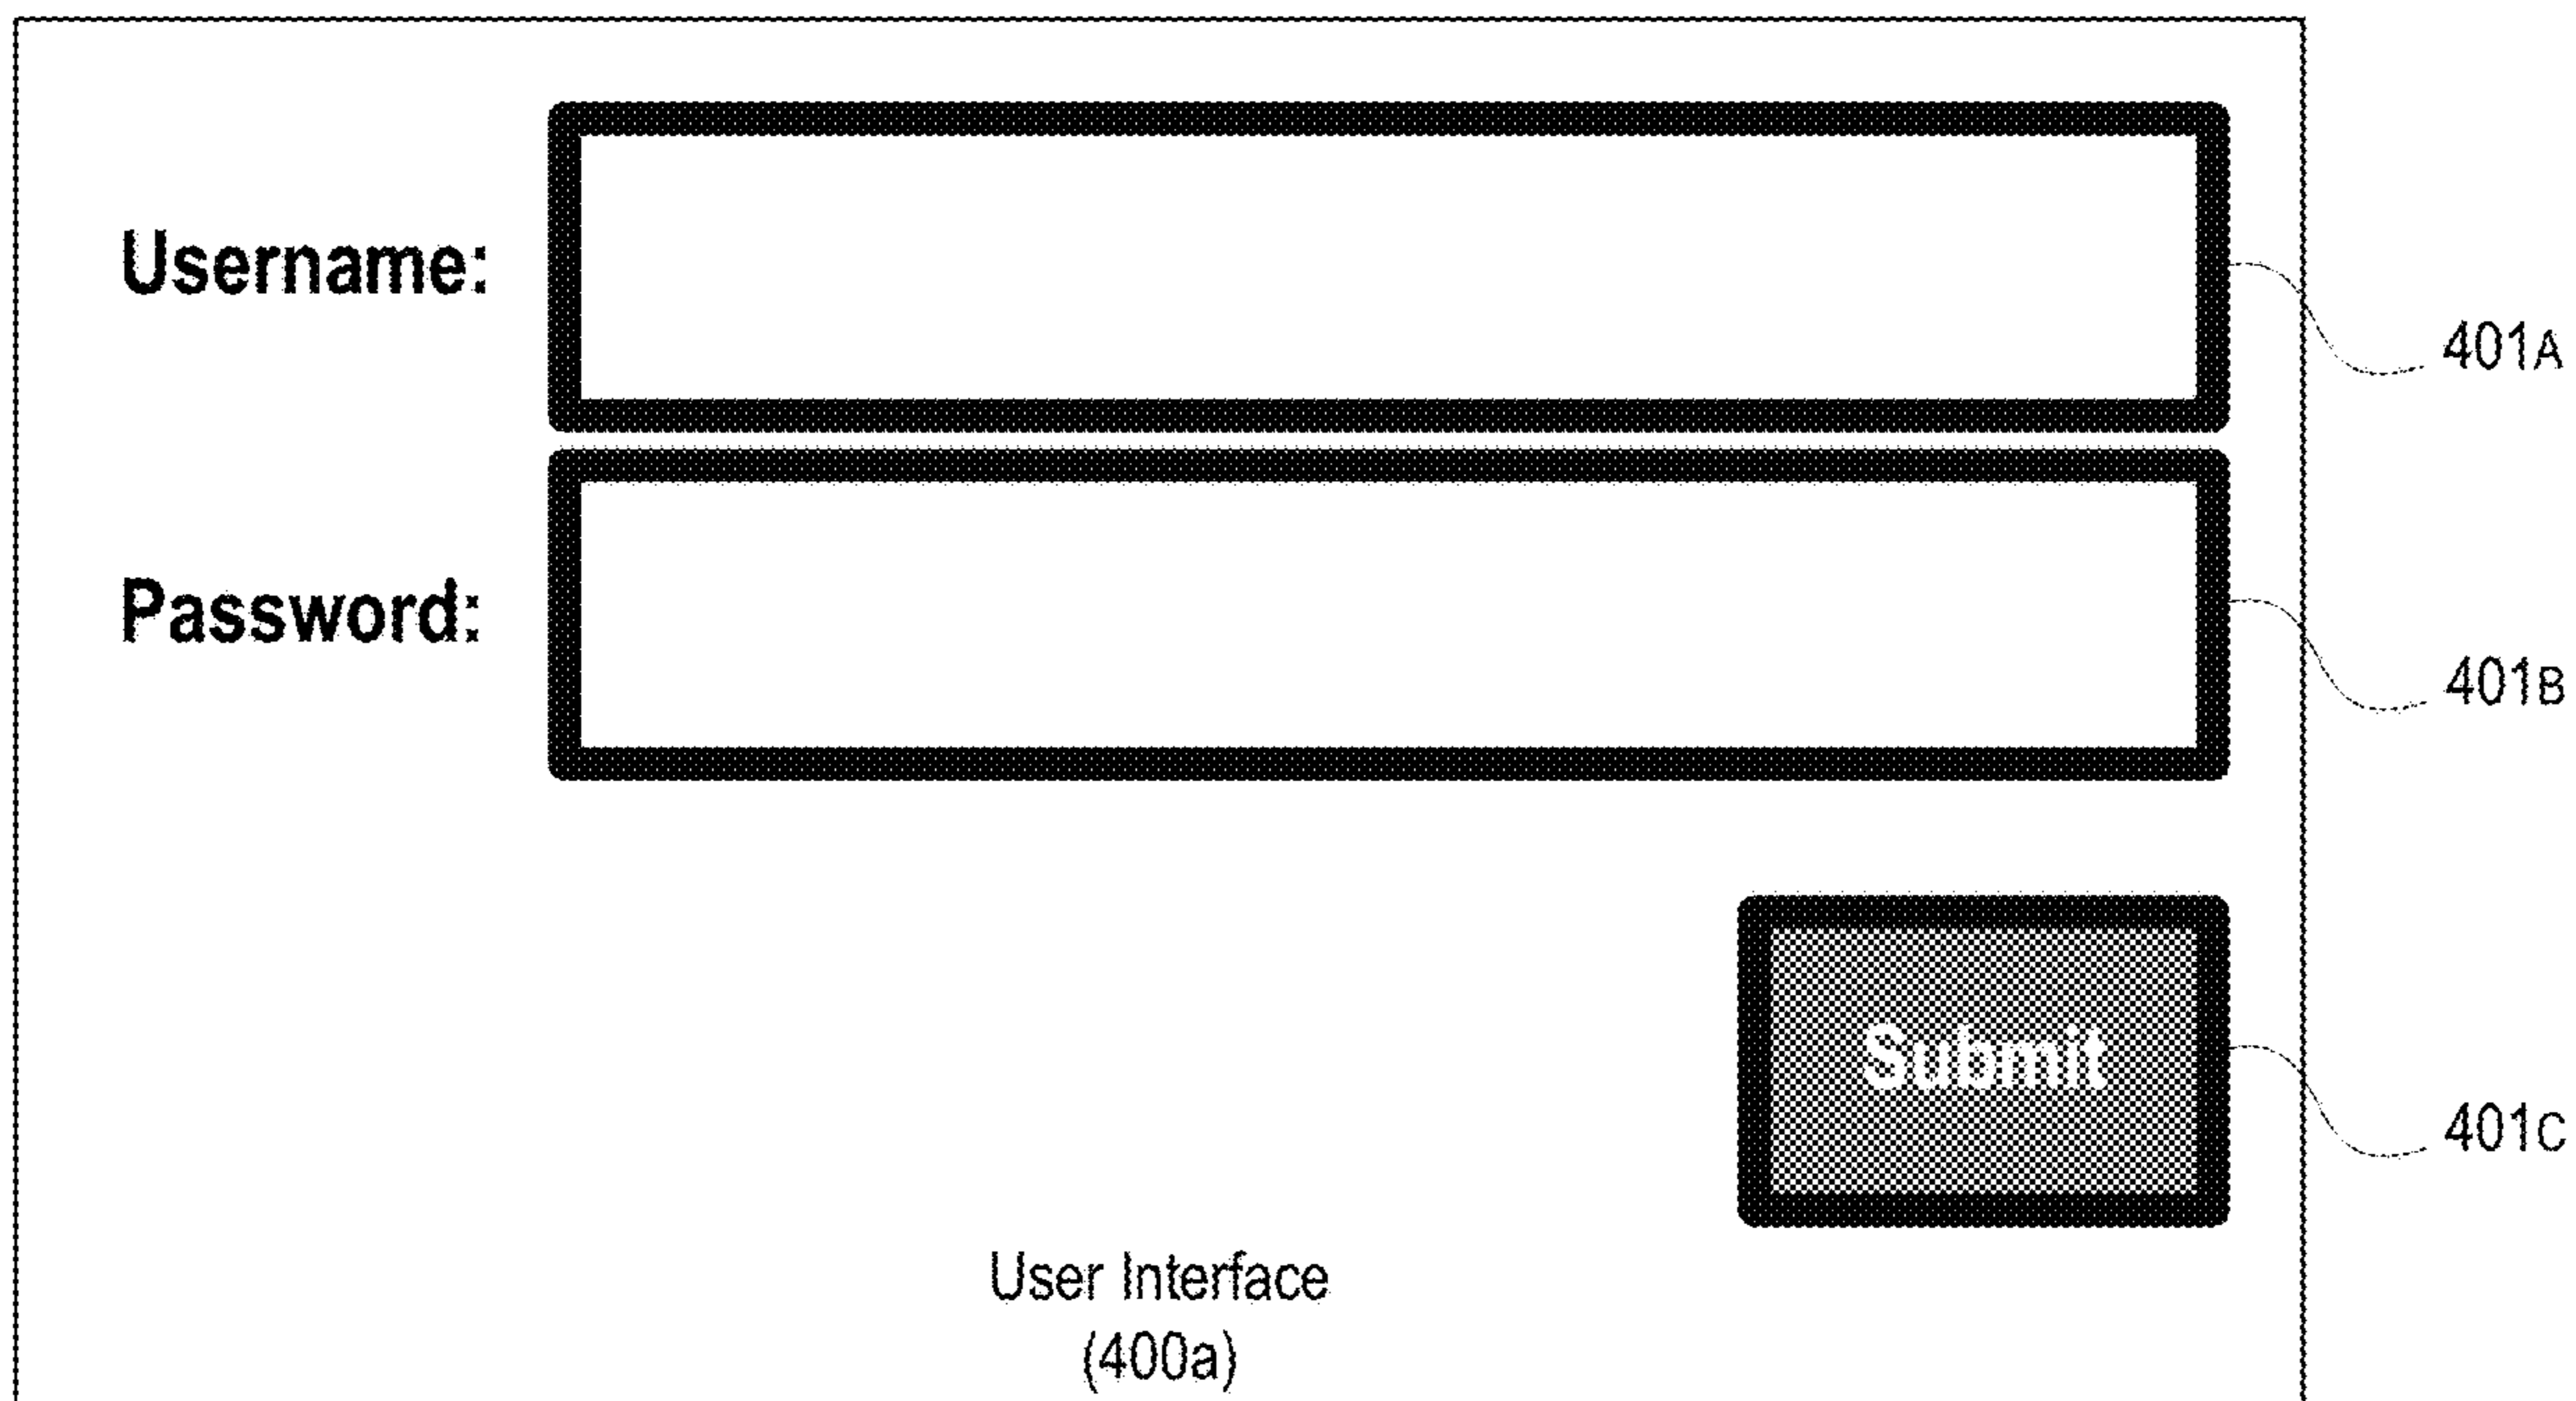 Username:
401A
Password:
401B
Submit
401C
User Interface
(400a)